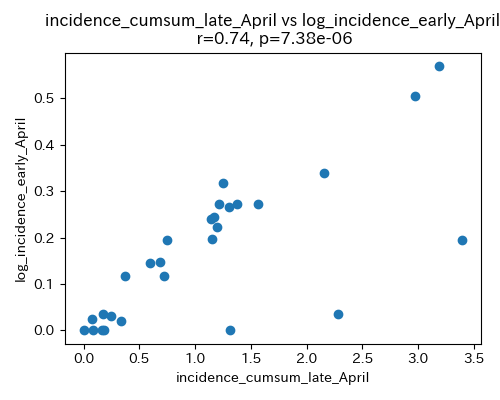 incidence_cumsum_late_April vs log_incidence_early_April
r=0.74, p=7.38e-06
log_incidence_early_April
0.5
0.4
0.3
0.2
0.1
0.0
0.0 0.5 1.0 1.5 2.0 2.5 3.0 3.5
incidence_cumsum_late_April